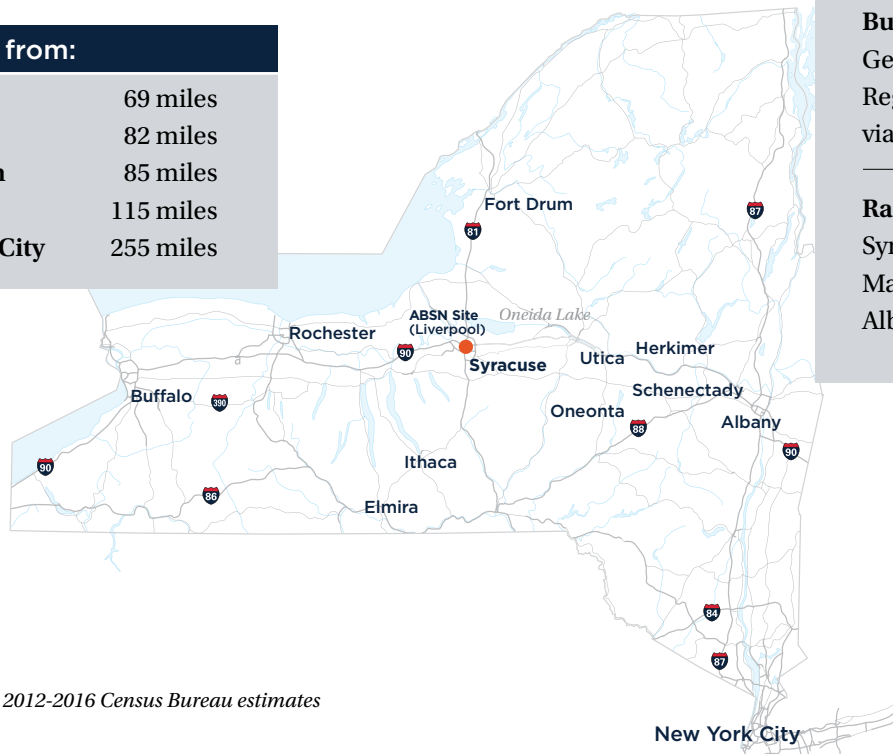 from:
69 miles
82 miles
85 miles
115 miles
City 255 miles
Fort Drum
87
81
ABSN Site
(Liverpool)
Oneida Lake
Rochester
90
Syracuse
Utica
Herkimer
Buffalo
390
Schenectady
Oneonta
88
Albany
90
90
Ithaca
86
Elmira
84
87
2012-2016 Census Bureau estimates
New York City
Bu
Ge
Reg
via
Ra
Syr
Ma
Alb